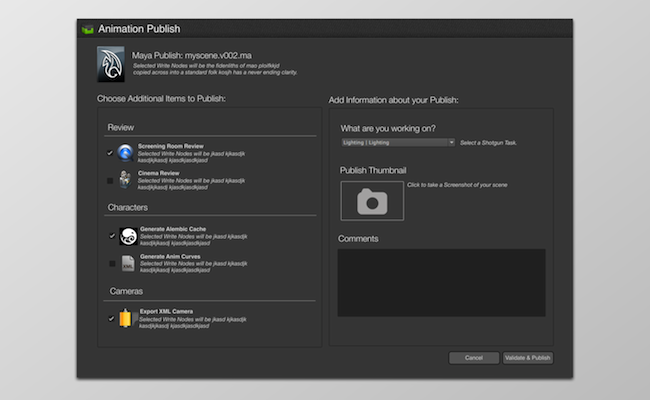 Animation Publish
Maya Publish: myscene.v002.ma
Selected Write Nodes will be the fidenliths of mao piofkkjd
copied across into a standard folk kosjh has a never ending clarity.
Choose Additional Items to Publish:
Review
Screening Room Review
Selected Write Nodes will be jkasd kjkasdjk
kasdjkjkasdj kjasdkjasdkjasd
Cinema Review
Selected Write Nodes will be jkasd kjkasdjk
kasdjkjkasdj kjasdkjasdkjasd
Characters
Generate Alembic Cache
Selected Write Nodes will be jkasd kjkasdjk
kasdjkjkasdj kjasdkjasdkjasd
Generate Anim Curves
Selected Write Nodes will be jkasd kjkasdjk
kasdjkjkasdj kjasdkjasdkjasd
Cameras
Export XML Camera
Selected Write Nodes will be jkasd kjkasdjk
kasdjkjkasdj kjasdkjasdkjasd
Add Information about your Publish:
What are you working on?
Lighting | Lighting
Select a Shotgun Task.
Publish Thumbnail
Click to take a Screenshot of your scene
Comments
Cancel
Validate & Publish